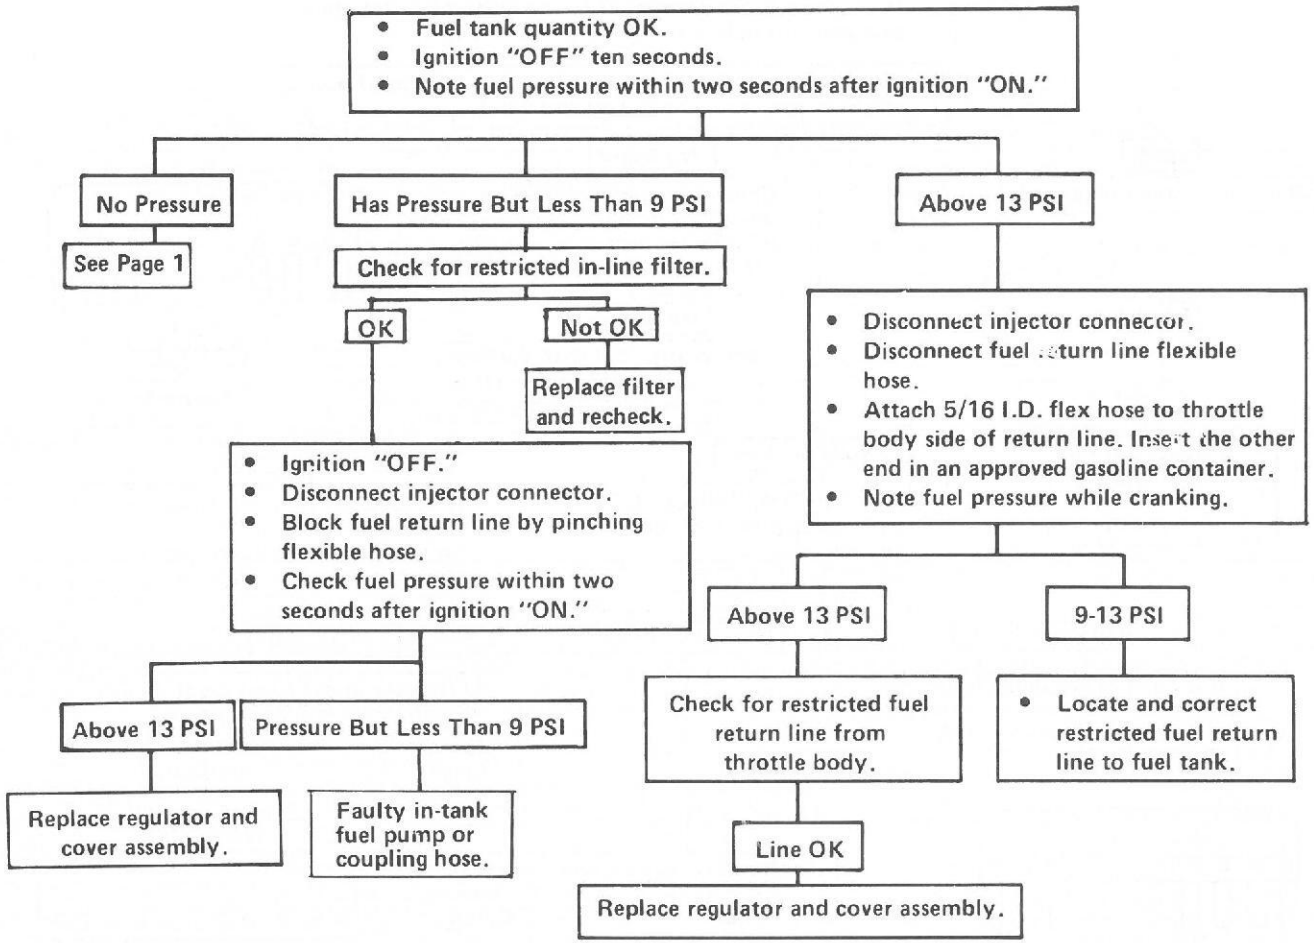 • Fuel tank quantity OK.
• Ignition "OFF" ten seconds.
• Note fuel pressure within two seconds after ignition "ON."
No Pressure
See Page 1
Has Pressure But Less Than 9 PSI
Check for restricted in-line filter.
OK
Not OK
Replace filter
and recheck.
• Ignition "OFF."
• Disconnect injector connector.
• Block fuel return line by pinching
flexible hose.
• Check fuel pressure within two
seconds after ignition "ON."
Above 13 PSI
Replace regulator and
cover assembly.
Pressure But Less Than 9 PSI
Faulty in-tank
fuel pump or
coupling hose.
Above 13 PSI
• Disconnect injector connector.
• Disconnect fuel return line flexible
hose.
• Attach 5/16 I.D. flex hose to throttle
body side of return line. Insert the other
end in an approved gasoline container.
• Note fuel pressure while cranking.
Above 13 PSI
Check for restricted fuel
return line from
throttle body.
Line OK
Replace regulator and cover assembly.
9-13 PSI
• Locate and correct
restricted fuel return
line to fuel tank.